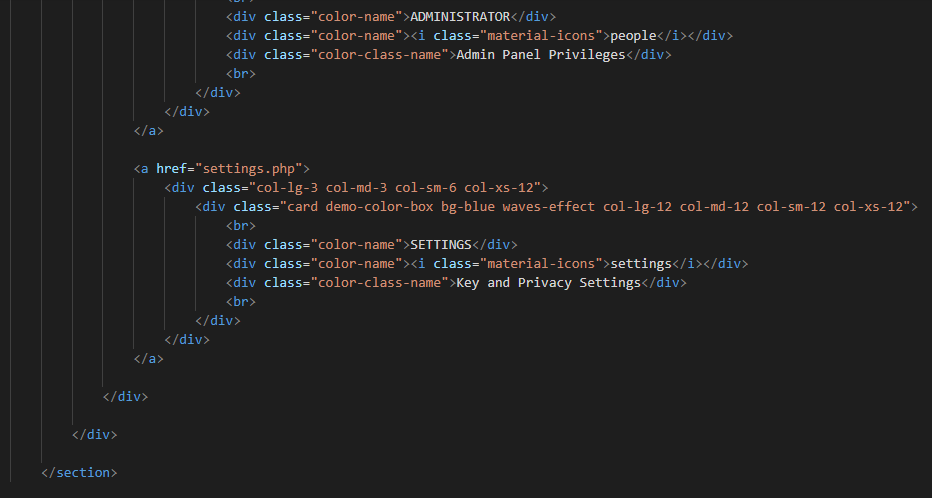 <br>
<div class="color-name">ADMINISTRATOR</div>
<div class="color-name"><i class="material-icons">people</i></div>
<div class="color-class-name">Admin Panel Privileges</div>
<br>
</div>
</div>
</a>
<a href="settings.php">
<div class="col-lg-3 col-md-3 col-sm-6 col-xs-12">
<div class="card demo-color-box bg-blue waves-effect col-lg-12 col-md-12 col-sm-12 col-xs-12">
<br>
<div class="color-name">SETTINGS</div>
<div class="color-name"><i class="material-icons">settings</i></div>
<div class="color-class-name">Key and Privacy Settings</div>
<br>
</div>
</div>
</a>
</div>
</div>
</section>